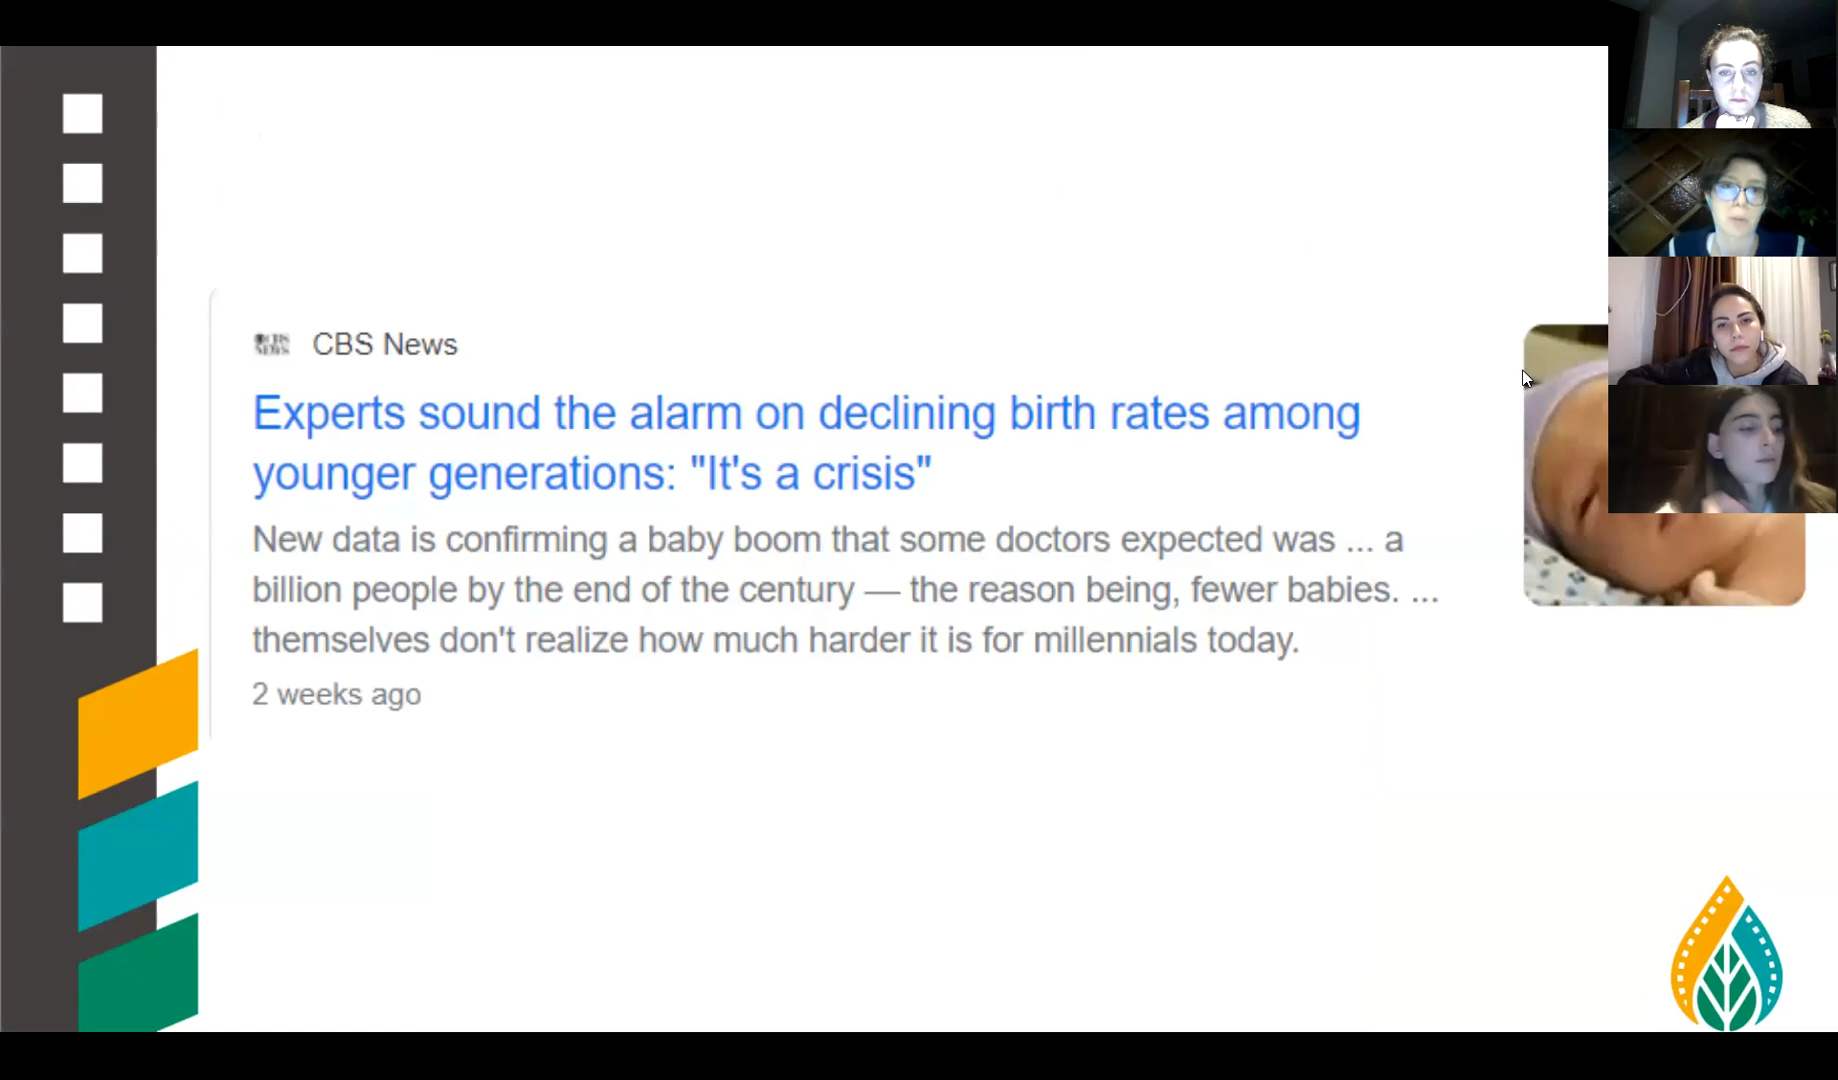 CBS NEWS
CBS News
Experts sound the alarm on declining birth rates among
younger generations: "It's a crisis"
New data is confirming a baby boom that some doctors expected was ... a
billion people by the end of the century — the reason being, fewer babies. ...
themselves don't realize how much harder it is for millennials today.
2 weeks ago